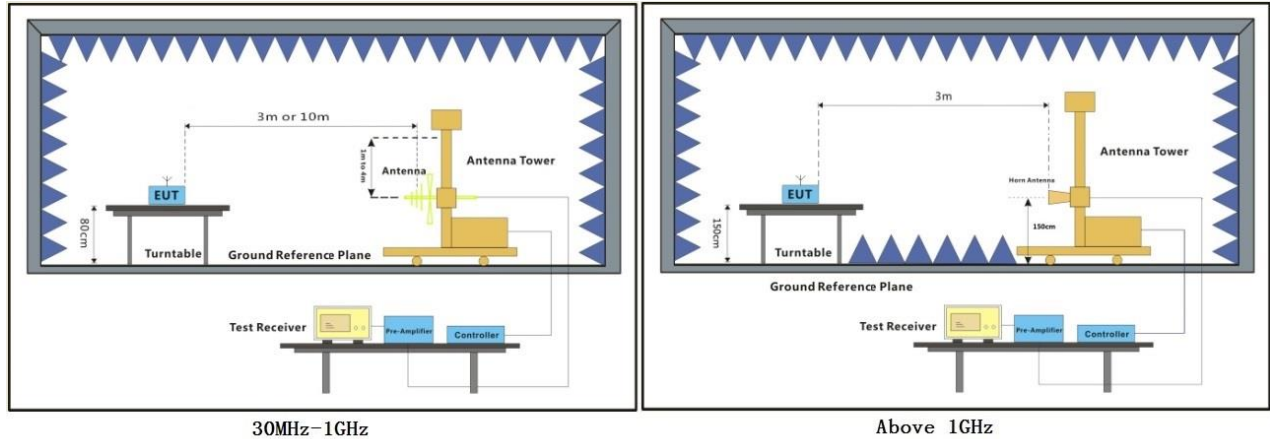 3m or 10m
1m to 4m
Antenna
Antenna Tower
EUT
80cm
Turntable
Ground Reference Plane
Test Receiver
Pre-Amplifier
Controller
30MHz-1GHz
3m
Antenna Tower
Horn Antenna
EUT
150cm
150cm
Turntable
Ground Reference Plane
Test Receiver
Pre-Amplifier
Controller
Above 1GHz